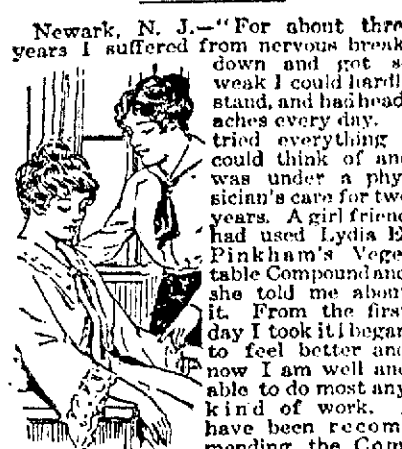 Newark, N. J.—"For about thre
years I suffered from nervous break
down and got s
weak I could hardl
stand, and had head
aches every day.
tried everything
could think of and
was under a phy
sician's care for two
years. A girl friend
had used Lydia E
Pinkham's Vege
table Compound and
she told me about
it. From the first
day I took it I began
to feel better and
now I am well and
able to do most any
kind of work.
have been recom
mending the Com